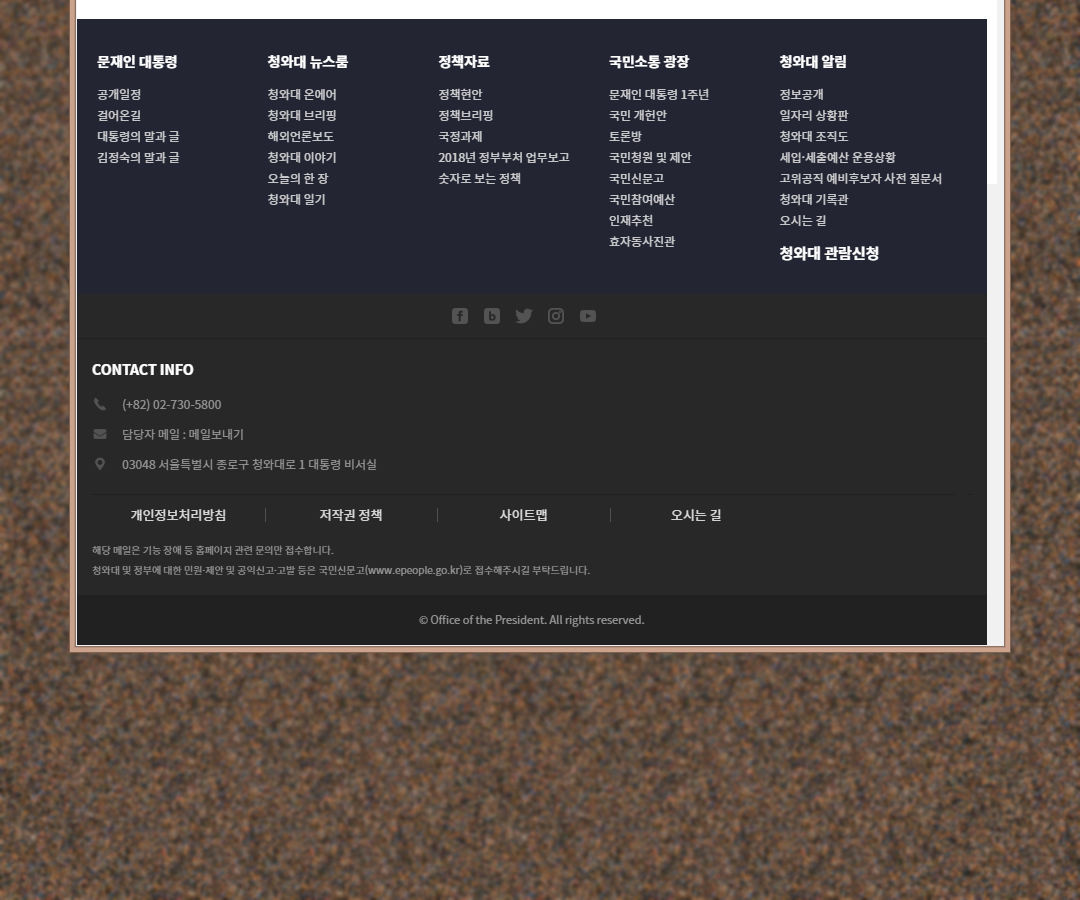 문재인 대통령
공개일정
걸어온길
대통령의 말과 글
김정숙의 말과 글
청와대 뉴스룸
청와대 온에어
청와대 브리핑
해외언론보도
청와대 이야기
오늘의 한 장
청와대 일기
정책자료
정책현안
정책브리핑
국정과제
2018년 정부부처 업무보고
숫자로 보는 정책
국민소통 광장
문재인 대통령 1주년
국민 개헌안
토론방
국민청원 및 제안
국민신문고
국민참여예산
인재추천
효자동사진관
청와대 알림
정보공개
일자리 상황판
청와대 조직도
세입·세출예산 운용상황
고위공직 예비후보자 사전 질문서
청와대 기록관
오시는 길
청와대 관람신청
CONTACT INFO
(+82) 02-730-5800
담당자 메일 : 메일보내기
03048 서울특별시 종로구 청와대로 1 대통령 비서실
개인정보처리방침 저작권 정책 사이트맵 오시는 길
해당 메일은 기능 장애 등 홈페이지 관련 문의만 접수합니다.
청와대 및 정부에 대한 민원·제안 및 공익신고·고발 등은 국민신문고(www.epeople.go.kr)로 접수해주시길 부탁드립니다.
© Office of the President. All rights reserved.